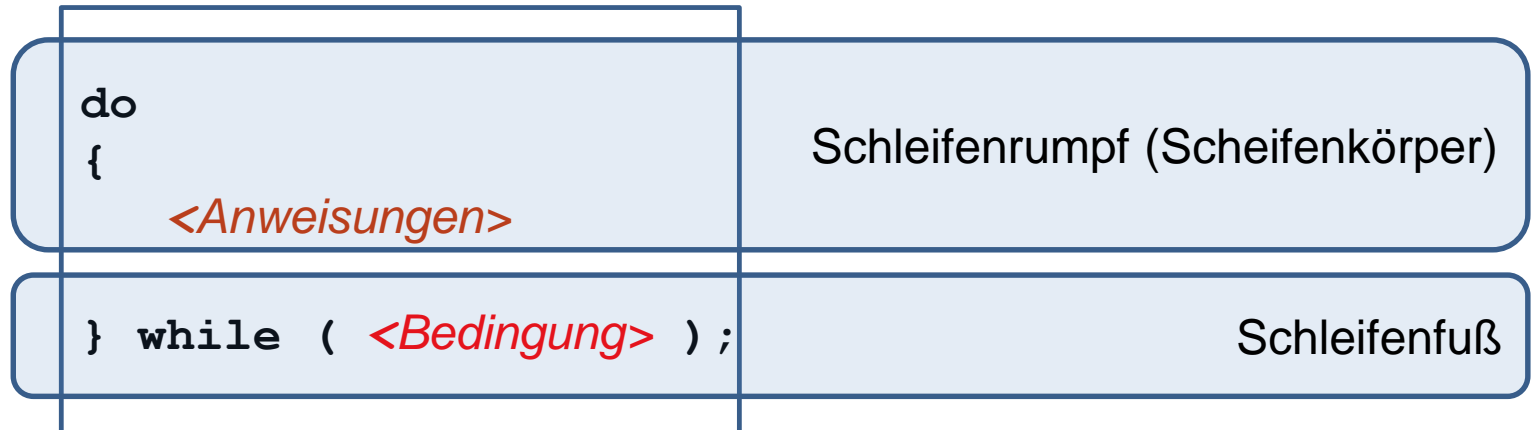 do
{
Schleifenrumpf (Scheifenkörper)
<Anweisungen>
} while ( <Bedingung> );
Schleifenfuß